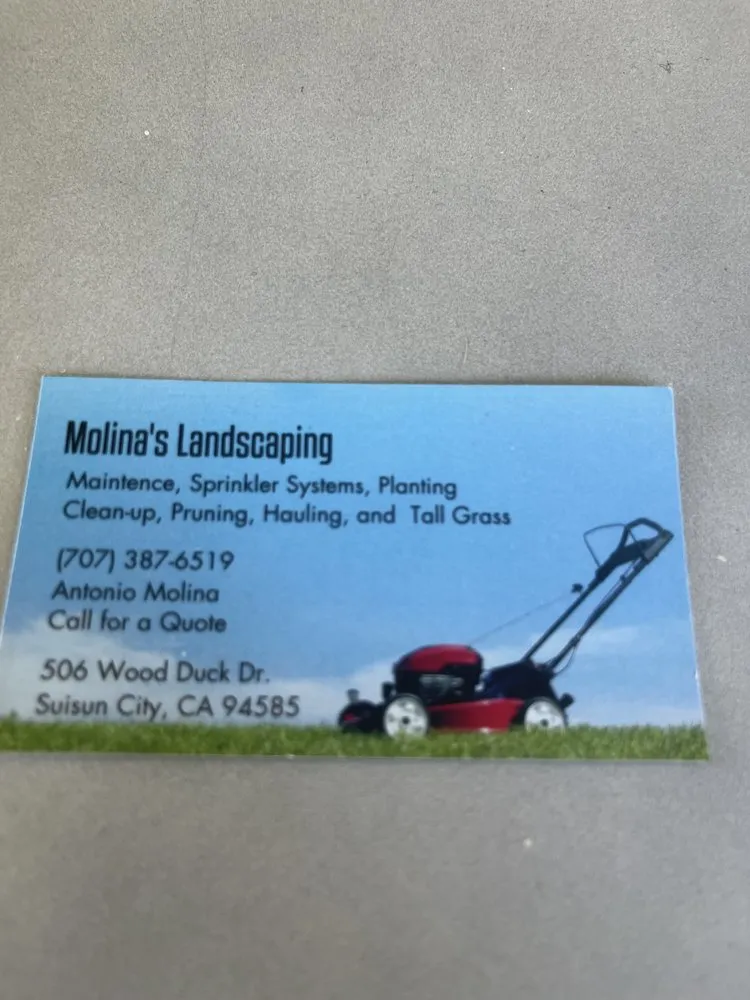 Molina's Landscaping
Maintence, Sprinkler Systems, Planting
Clean-up, Pruning, Hauling, and Tall Grass
(707) 387-6519
Antonio Molina
Call for a Quote
506 Wood Duck Dr.
Suisun City, CA 94585